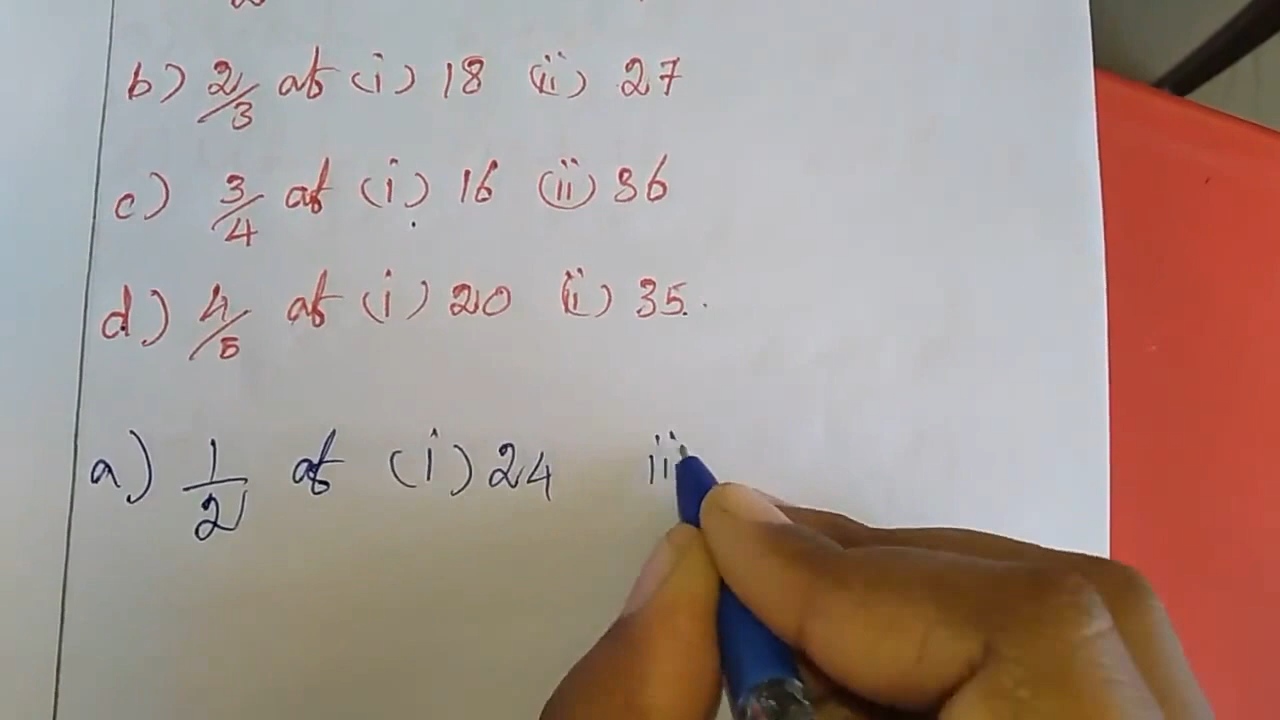 b) 2/3 of (i) 18 (ii) 27
c) 3/4 of (i) 16 (ii) 36
d) 4/5 of (i) 20 (ii) 35.
a) 1/2 of (i) 24 ii